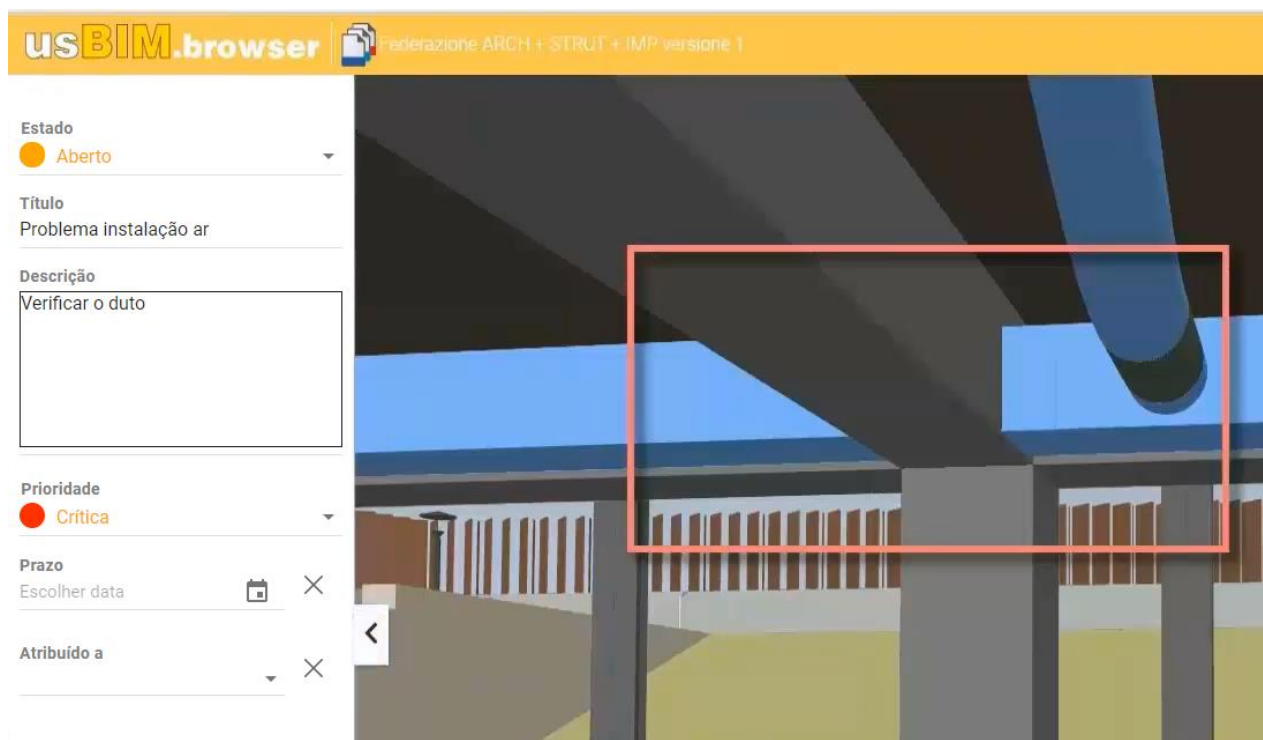 usBIM.browser
Federazione ARCH + STRUT + IMP versione 1
Estado
Aberto
Título
Problema instalação ar
Descrição
Verificar o duto
Prioridade
Crítica
Prazo
Escolher data
Atribuído a